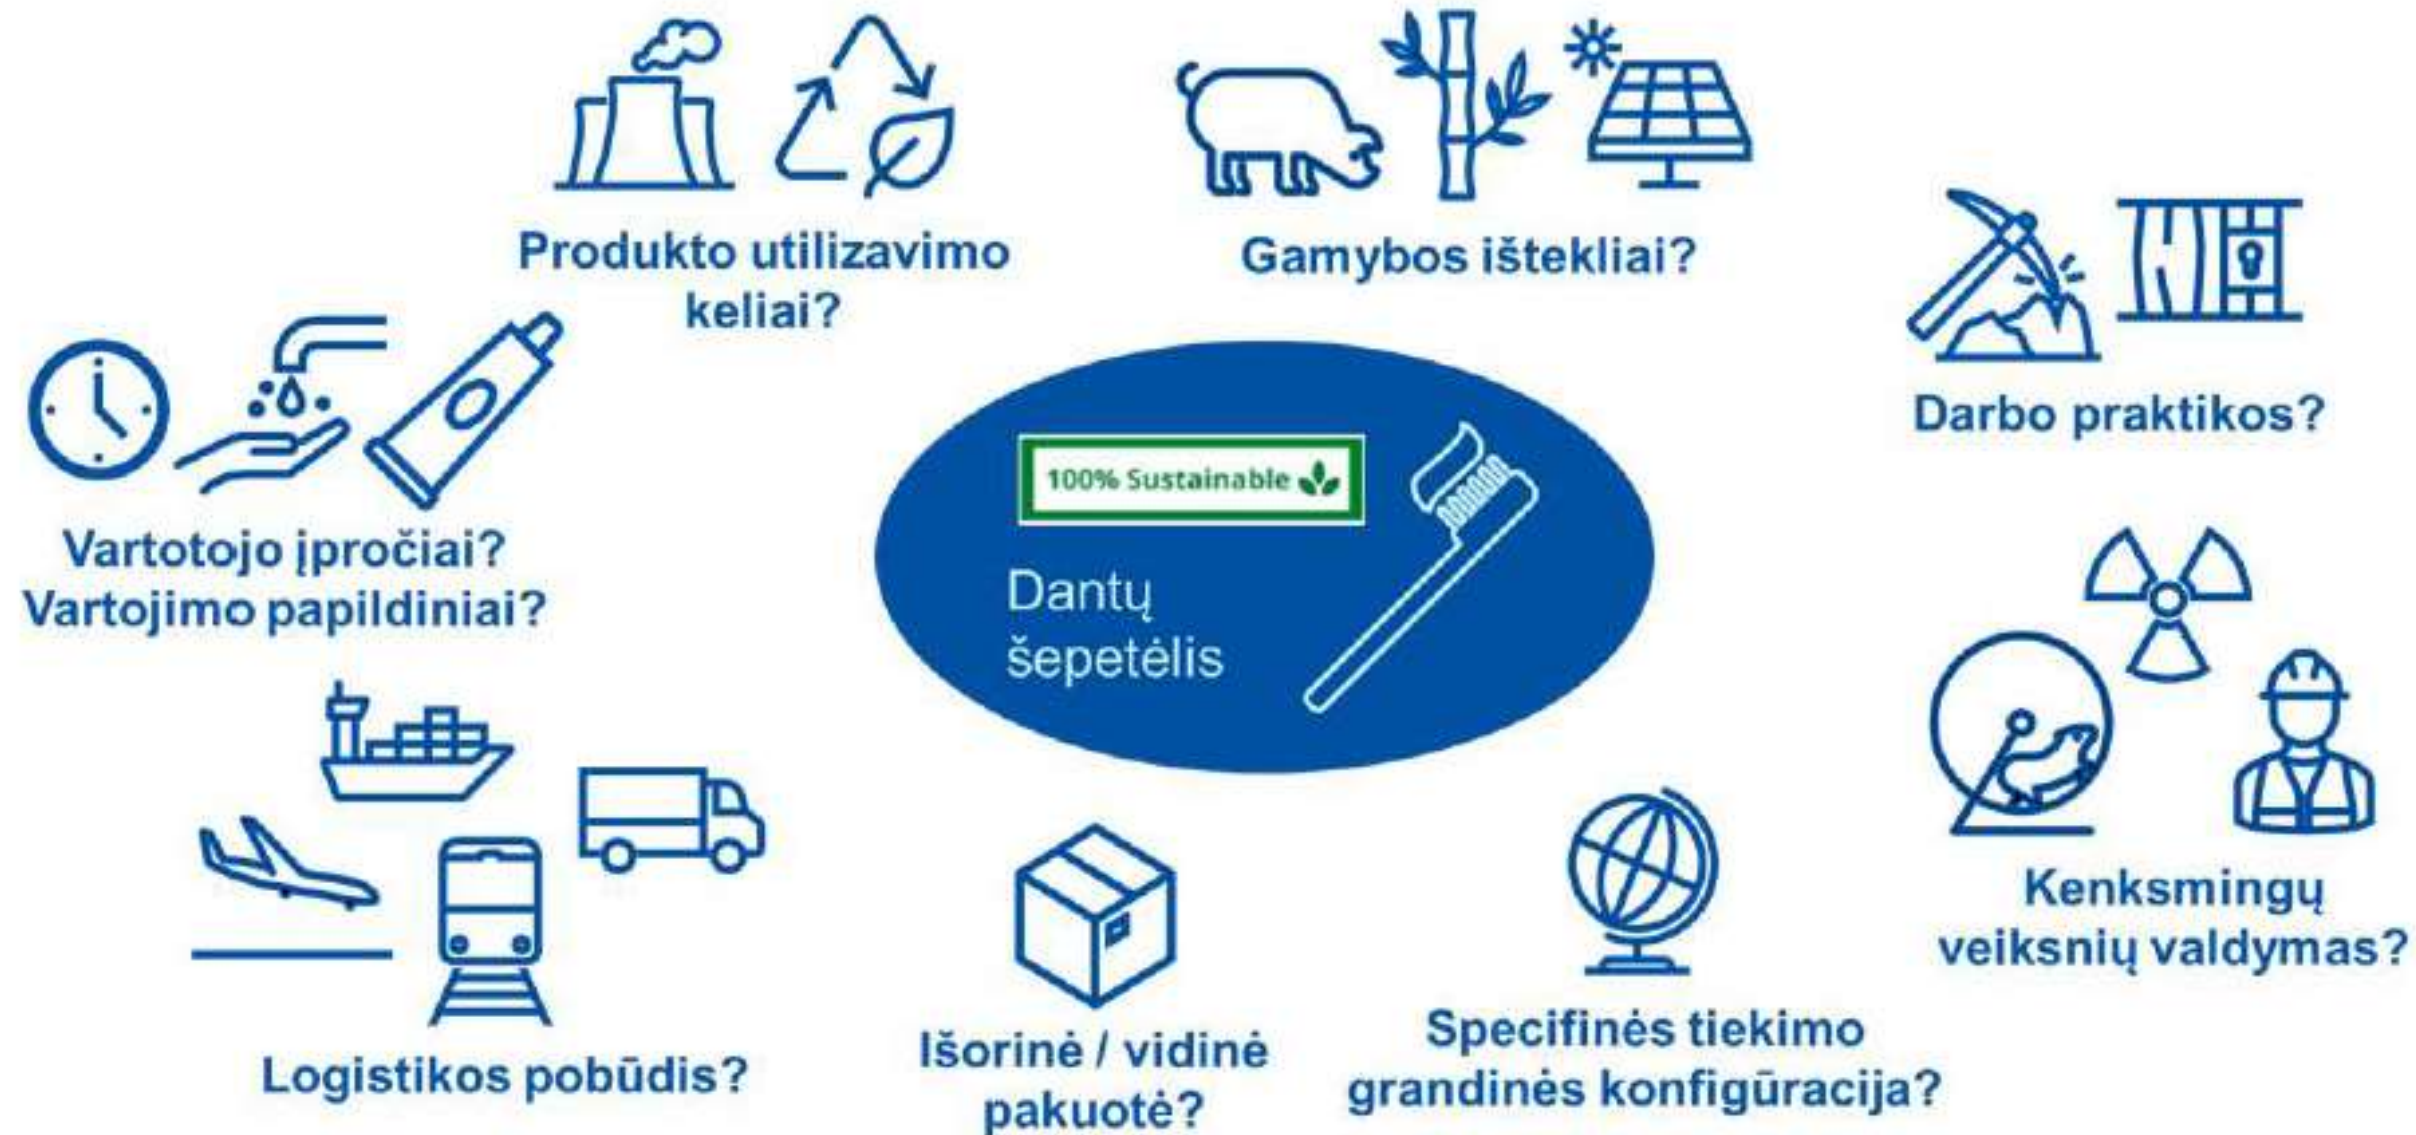 Produkto utilizavimo
keliai?
Gamybos ištekliai?
Darbo praktikos?
Vartotojo įpročiai?
Vartojimo papildiniai?
100% Sustainable
Dantų
šepetėlis
Kenksmingų
veiksnių valdymas?
Logistikos pobūdis?
Išorinė / vidinė
pakuotė?
Specifinės tiekimo
grandinės konfigūracija?